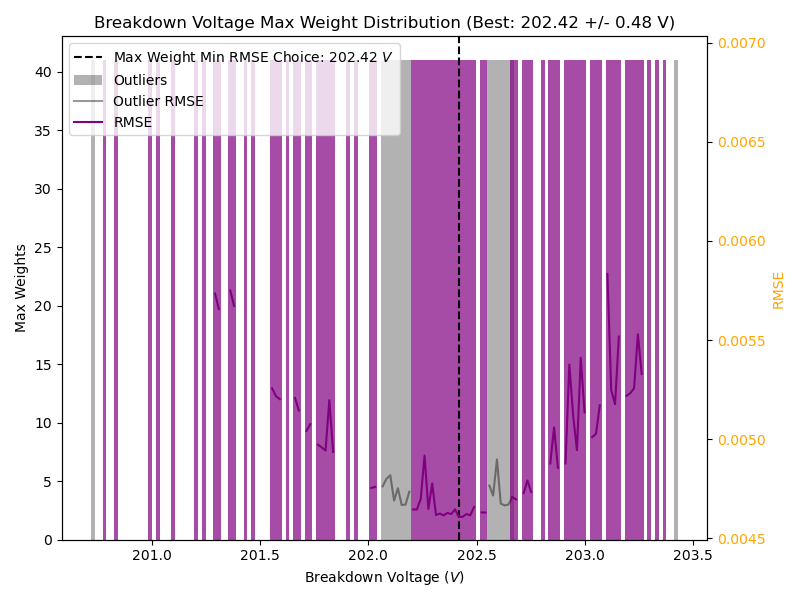 Breakdown Voltage Max Weight Distribution (Best: 202.42 +/- 0.48 V)
Max Weight Min RMSE Choice: 202.42 V
Outliers
Outlier RMSE
RMSE
40
35
30
25
20
15
10
5
0
Max Weights
0.0070
0.0065
0.0060
0.0055
0.0050
0.0045
RMSE
201.0 201.5 202.0 202.5 203.0 203.5
Breakdown Voltage (V)